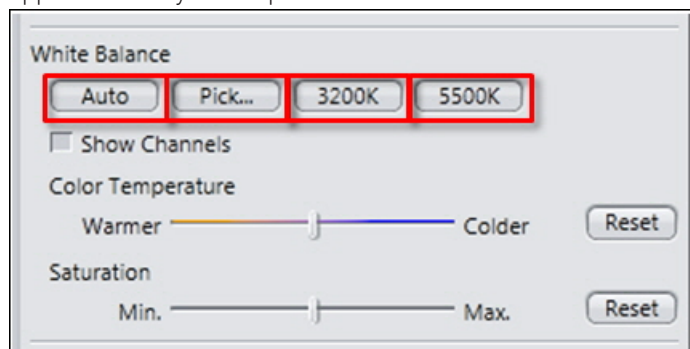 White Balance
Auto Pick... 3200K 5500K
Show Channels
Color Temperature
Warmer Colder Reset
Saturation
Min. Max. Reset